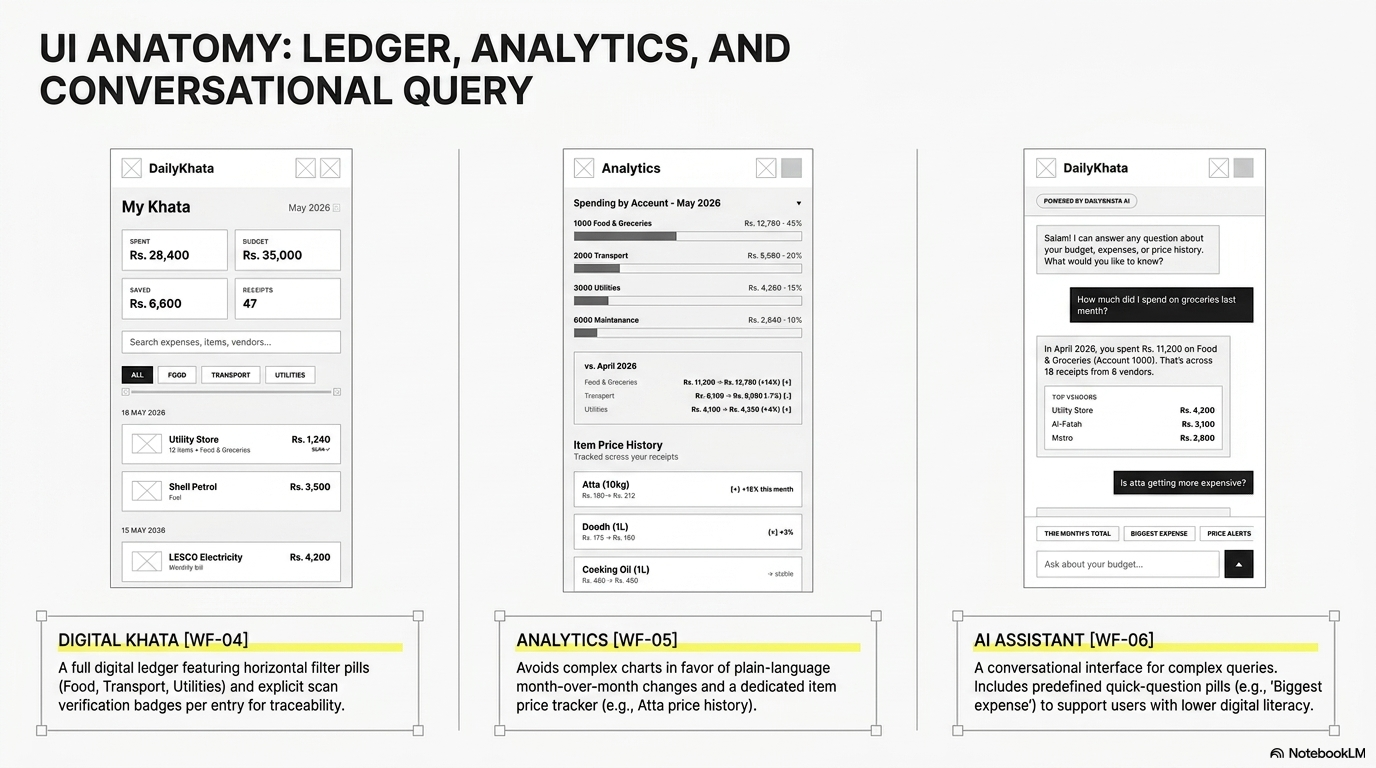 UI ANATOMY: LEDGER, ANALYTICS, AND
CONVERSATIONAL QUERY
DailyKhata
My Khata
May 2026
SPENT
Rs. 28,400
SUDGET
Rs. 35,000
SAVED
Rs. 6,600
RECEIPTS
47
Search expenses, items, vendors...
ALL
FGGD
TRANSPORT
UTILITIES
18 MAY 2026
Utility Store
Rs. 1,240
12 items • Feod & Greceries
Shell Petrol
Rs. 3,500
Fuel
15 MAY 2036
LESCO Electricity
Rs. 4,200
bill
DIGITAL KHATA [WF-04]
A full digital ledger featuring horizontal filter pills
(Food, Transport, Utilities) and explicit scan
verification badges per entry for traceability.
Analytics
Spending by Account - May 2026
1000 Food & Greceries
Rs. 12,780 - 45%
2000 Transpert
Rs. 5,580 - 20%
3000 Utilities
Rs. 4,260 - 15%
6000 Maintanance
Rs. 2,840 - 10%
vs. April 2026
Feod & Greceries
Rs. 11,200 → Rs. 12,780 (+14%) [+]
Trenspert
Utilities
Rs. 4,100 → Rs. 4,350 (+4%) [+]
Item Price History
Tracked scress your receipts
Atta (10kg)
this month
Rs. 180 → Rs. 212
Doodh (1L)
+3%
Rs. 175 → Rs. 160
Coeking Oil (1L)
→ stable
Rs. 460 → Rs. 450
ANALYTICS [WF-05]
Avoids complex charts in favor of plain-language
month-over-month changes and a dedicated item
price tracker (e.g., Atta price history).
DailyKhata
POWERED BY AI
Salam! I can answer any question about
your budget, expenses, or price history.
What would you like to know?
How much did I spend on groceries last
month?
In April 2026, you spent Rs. 11,200 on Food
& Groceries (Account 1000). That's across
18 receipts from 6 vendors.
TOP VENDORS
Utility Store
Rs. 4,200
Al-Fatah
Rs. 3,100
Mstro
Rs. 2,800
Is atta getting more expensive?
THIE MONTH'S TOTAL
BIGGEST EXPENSE
PRICE ALERTS
Ask about your budget...
AI ASSISTANT [WF-06]
A conversational interface for complex queries.
Includes predefined quick-question pills (e.g., 'Biggest
expense') to support users with lower digital literacy.
NotebookLM